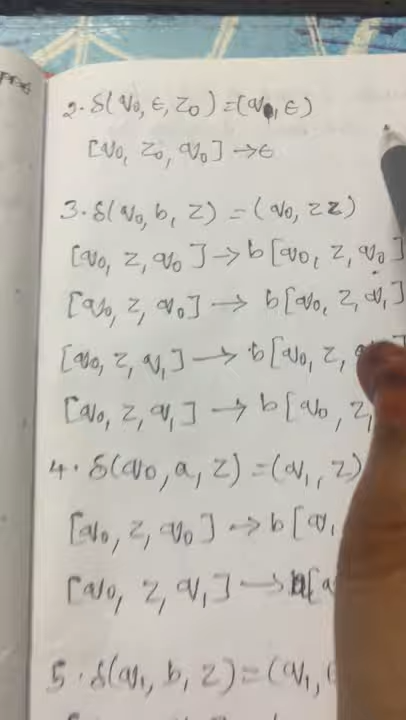 2. δ(q0, ε, z0) = (q0, ε)
[q0, z0, q0] → ε
3. δ(q0, b, z) = (q0, zz)
[q0, z, q0] → b[q0, z, q0]
[q0, z, q0] → b[q0, z, q1]
[q0, z, q1] → b[q0, z,
[q0, z, q1] → b[q0, z,
4. δ(q0, a, z) = (q1, z)
[q0, z, q0] → b[q1
[q0, z, q1] →
5. δ(q1, b, z) = (q1,